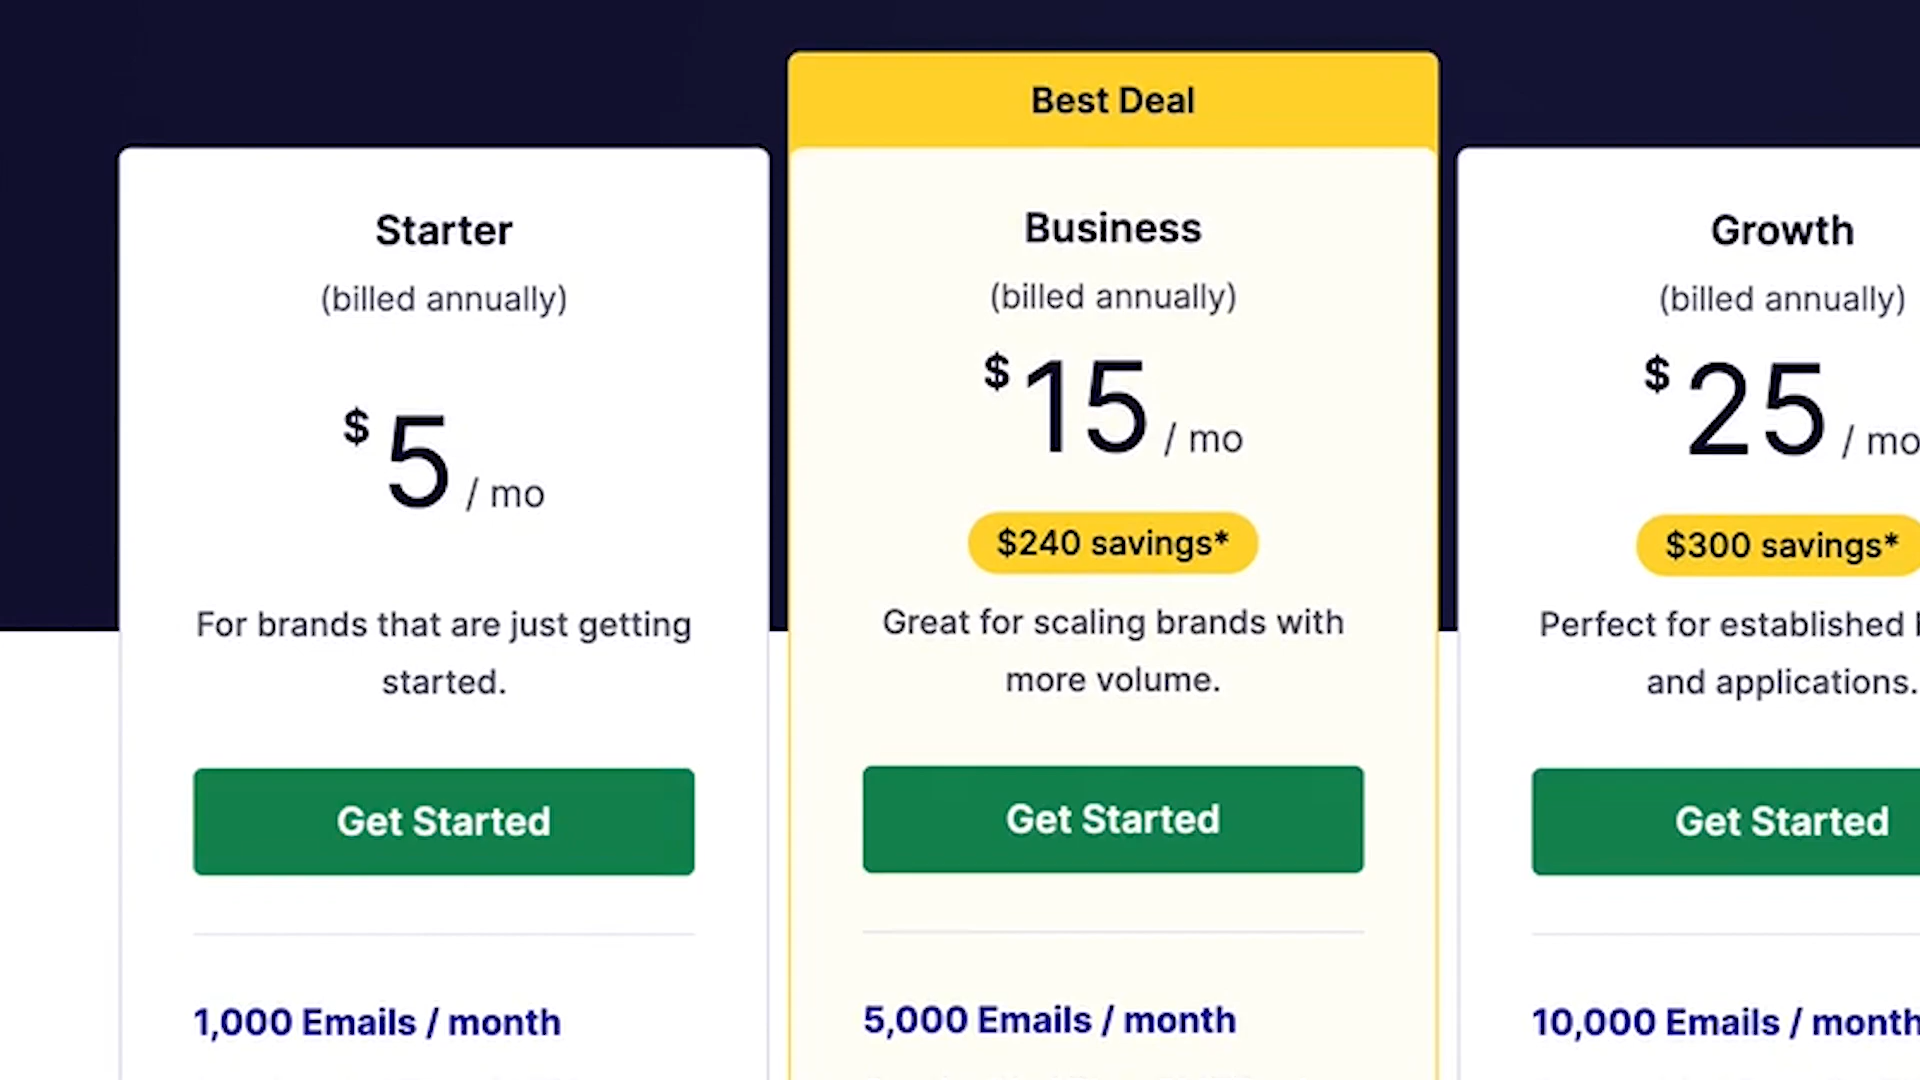 Best Deal
Starter
(billed annually)
$5 / mo
For brands that are just getting
started.
Get Started
1,000 Emails / month
Business
(billed annually)
$15 / mo
$240 savings*
Great for scaling brands with
more volume.
Get Started
5,000 Emails / month
Growth
(billed annually)
$25 / mo
$300 savings*
Perfect for established
and applications.
Get Started
10,000 Emails / month